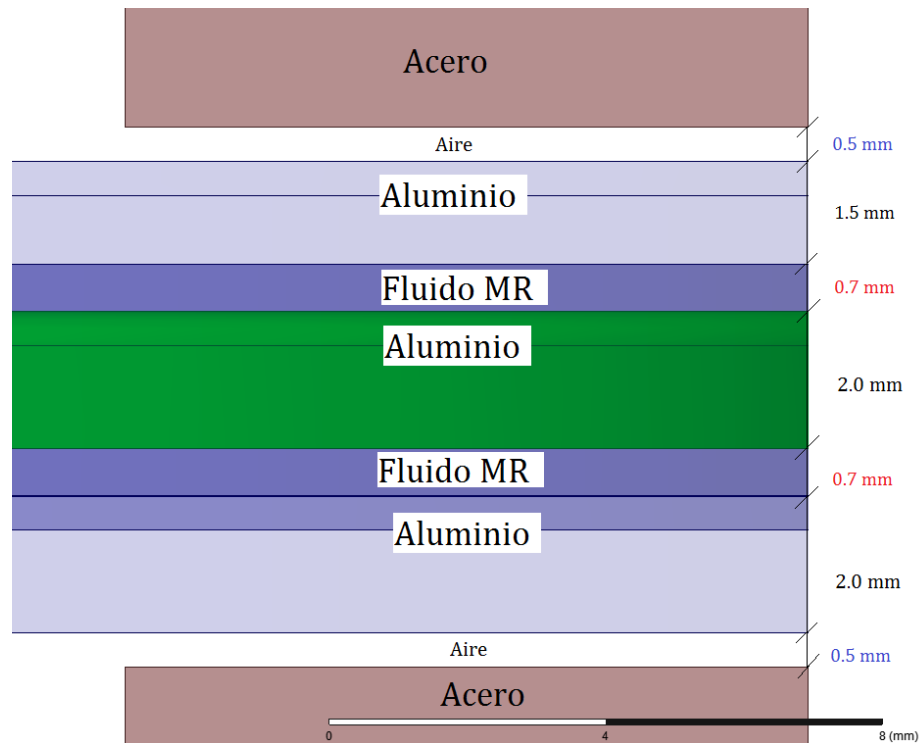 Acero
Aire
0.5 mm
Aluminio
1.5 mm
Fluido MR
0.7 mm
Aluminio
2.0 mm
Fluido MR
0.7 mm
Aluminio
2.0 mm
Aire
0.5 mm
Acero
0 4 8 (mm)